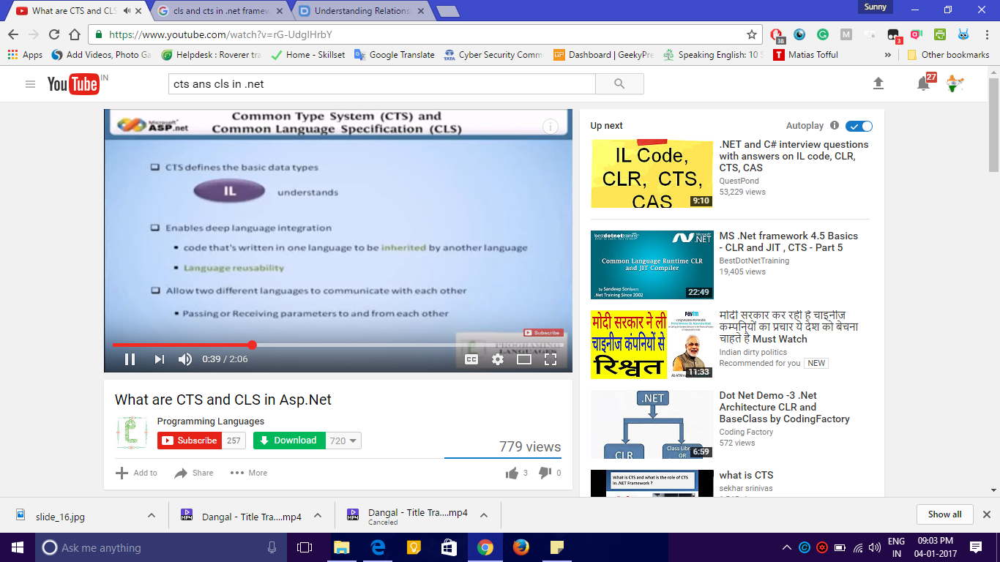 What are CTS and CLS
cls and cts in .net framew
Understanding Relations
Sunny
https://www.youtube.com/watch?v=rG-UdgIHrbY
38
3
Apps
Add Videos, Photo Ga
Helpdesk : Roverer tra
Home - Skillset
Google Translate
TATA
Cyber Security Comm
GP
Dashboard | GeekyPre
Speaking English: 10 S
T
Matias Tofful
»
Other bookmarks
YouTube IN
cts ans cls in .net
27
Microsoft
ASP.net
Common Type System (CTS) and
Common Language Specification (CLS)
CTS defines the basic data types
IL
understands
Enables deep language integration
code that's written in one language to be inherited by another language
Language reusability
Allow two different languages to communicate with each other
Passing or Receiving parameters to and from each other
Subscribe
PROGRAMING
LANGUAGES
0:39 / 2:06
CC
What are CTS and CLS in Asp.Net
Programming Languages
Subscribe 257
Download 720
779 views
Add to
Share
More
3
0
Up next
Autoplay
IL Code,
CLR, CTS,
CAS
9:10
.NET and C# interview questions
with answers on IL code, CLR,
CTS, CAS
QuestPond
53,229 views
bestdotnettraining
Microsoft
.NET
Common Language Runtime CLR
and JIT Compiler
by Sandeep Soni
.Net Training Since 2002
22:49
MS .Net framework 4.5 Basics
- CLR and JIT , CTS - Part 5
BestDotNetTraining
19,405 views
मोदी सरकार ने ली
चाइनीज कंपनियों से
रिश्वत
Paytm
11:33
मोदी सरकार कर रही है चाइनीज
कम्पनियों का प्रचार ये देश को बेचना
चाहते है Must Watch
Indian dirty politics
Recommended for you NEW
.NET
CLR
Class Libr
OR
6:59
Dot Net Demo -3 .Net
Architecture CLR and
BaseClass by CodingFactory
Coding Factory
572 views
What is CTS and what is the role of CTS
in .NET Framework ?
what is CTS
sekhar srinivas
slide_16.jpg
MP4
Dangal - Title Tra....mp4
MP4
Dangal - Title Tra....mp4
Canceled
Show all
Ask me anything
ENG
IN
09:03 PM
04-01-2017